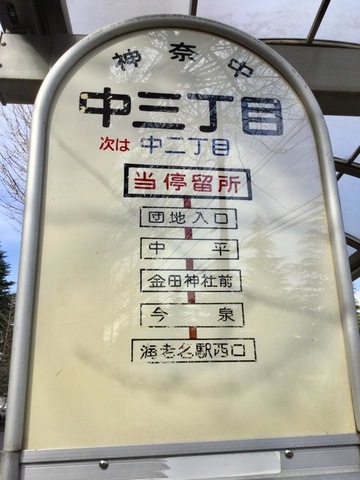 神奈中
中三丁目
次は 中二丁目
当停留所
団地入口
中平
金田神社前
今泉
海老名駅西口